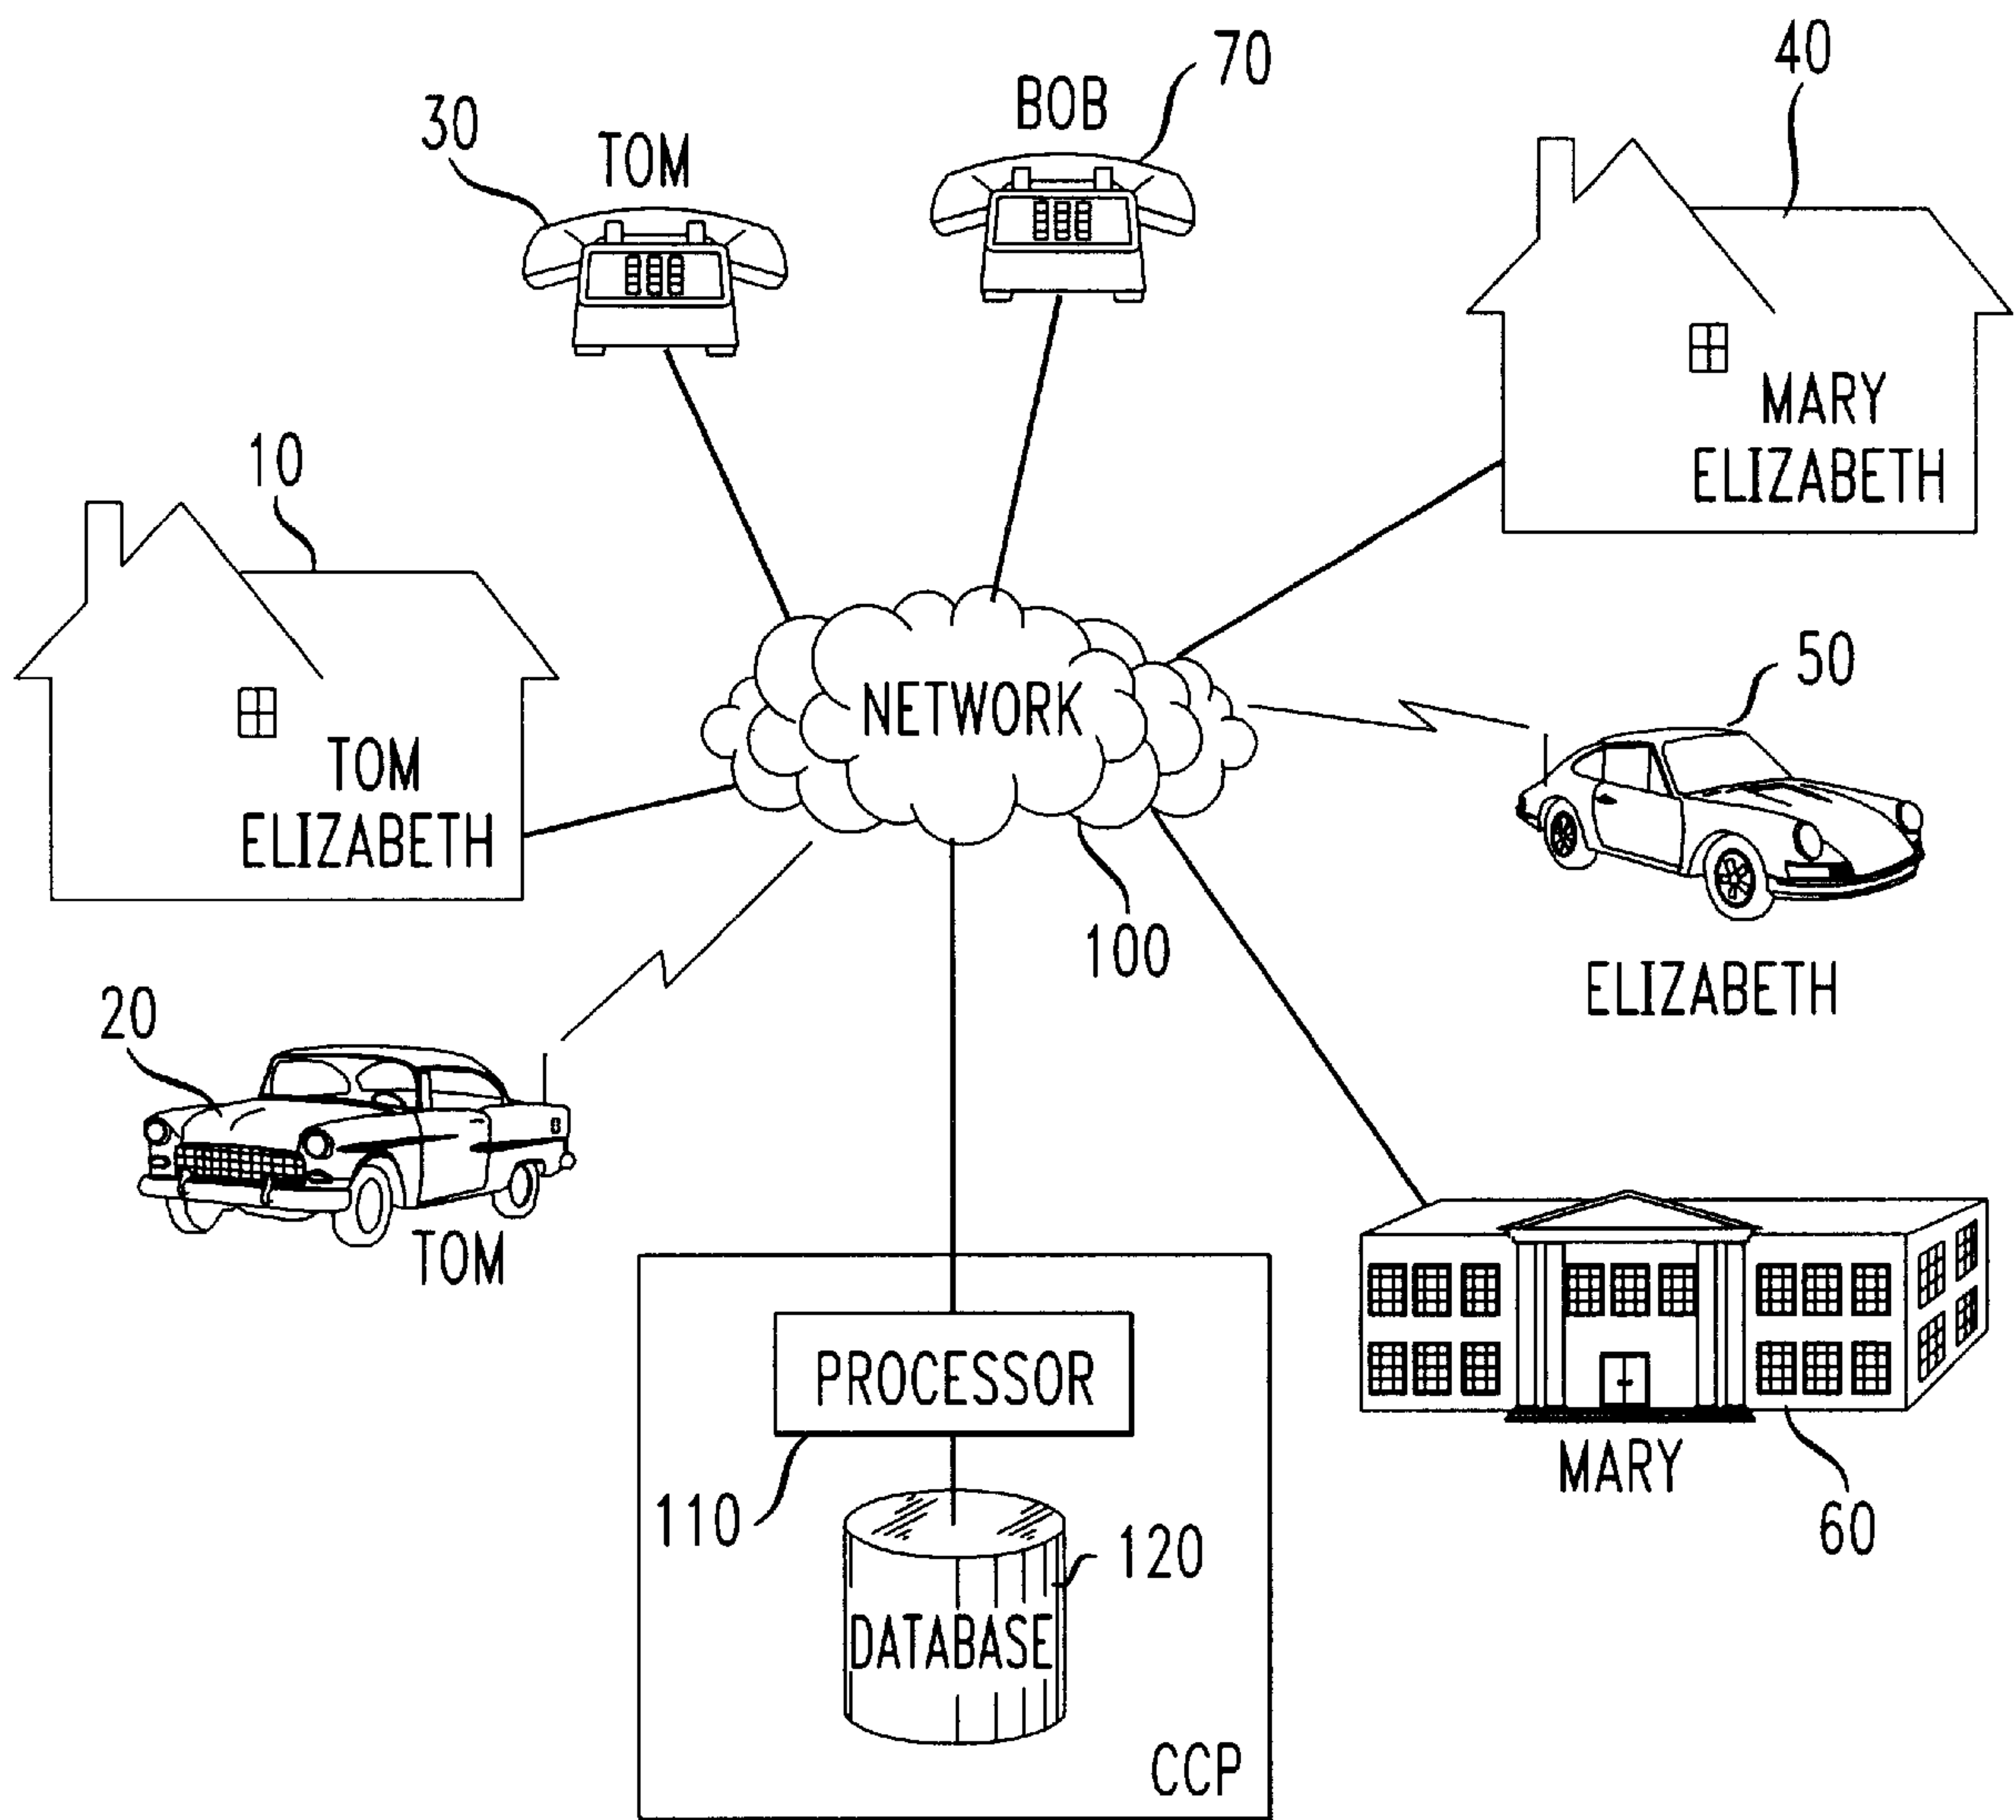 40
70
BOB
30
TOM
MARY
ELIZABETH
10
50
NETWORK
TOM
ELIZABETH
100
ELIZABETH
20
TOM
PROCESSOR
MARY
110
60
120
DATABASE
CCP